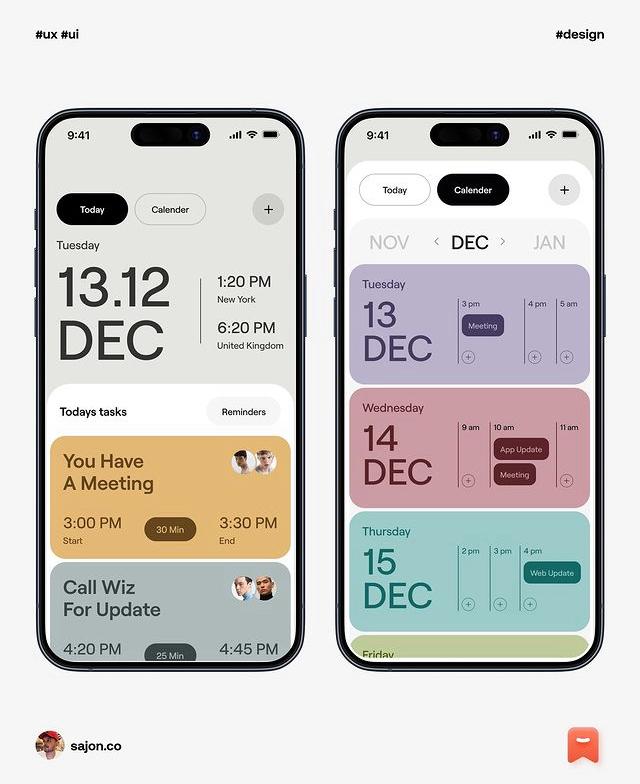 #ux #ui
#design
9:41
Today
Calender
+
Tuesday
13.12
DEC
1:20 PM
New York
6:20 PM
United Kingdom
Todays tasks
Reminders
You Have
A Meeting
3:00 PM
Start
30 Min
3:30 PM
End
Call Wiz
For Update
4:20 PM
25 Min
4:45 PM
9:41
Today
Calender
+
NOV
< DEC >
JAN
Tuesday
13
DEC
3 pm
4 pm
5 am
Meeting
+
+
+
Wednesday
14
DEC
9 am
10 am
11 am
App Update
Meeting
+
+
Thursday
15
DEC
2 pm
3 pm
4 pm
Web Update
+
+
+
Friday
sajon.co